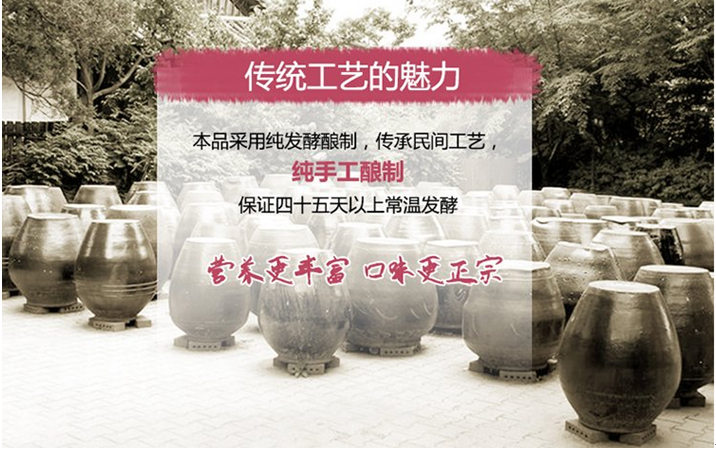 传统工艺的魅力
本品采用纯发酵酿制，传承民间工艺，
纯手工酿制
保证四十五天以上常温发酵
营养更丰富 口味更正宗